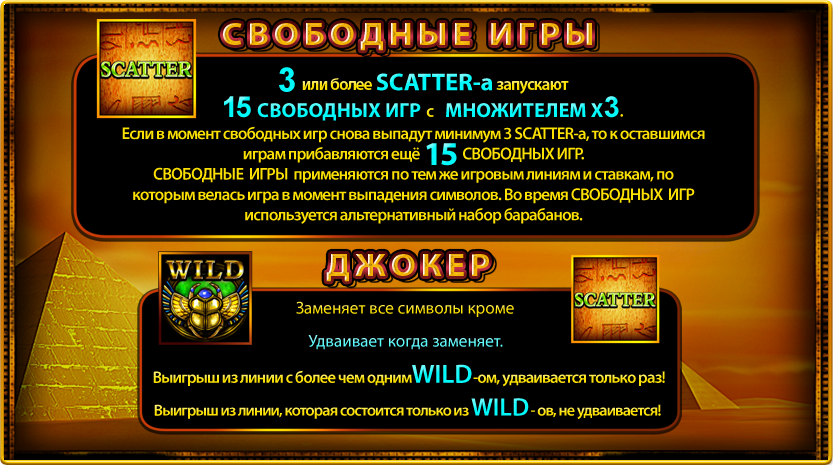 СВОБОДНЫЕ ИГРЫ
SCATTER
3 или более SCATTER-а запускают
15 СВОБОДНЫХ ИГР с МНОЖИТЕЛЕМ X3.
Если в момент свободных игр снова выпадут минимум 3 SCATTER-а, то к оставшимся
играм прибавляются ещё 15 СВОБОДНЫХ ИГР.
СВОБОДНЫЕ ИГРЫ применяются по тем же игровым линиям и ставкам, по
которым велась игра в момент выпадения символов. Во время СВОБОДНЫХ ИГР
используется альтернативный набор барабанов.
ДЖОКЕР
WILD
Заменяет все символы кроме
SCATTER
Удваивает когда заменяет.
Выигрыш из линии с более чем одним WILD-ом, удваивается только раз!
Выигрыш из линии, которая состоится только из WILD - ов, не удваивается!